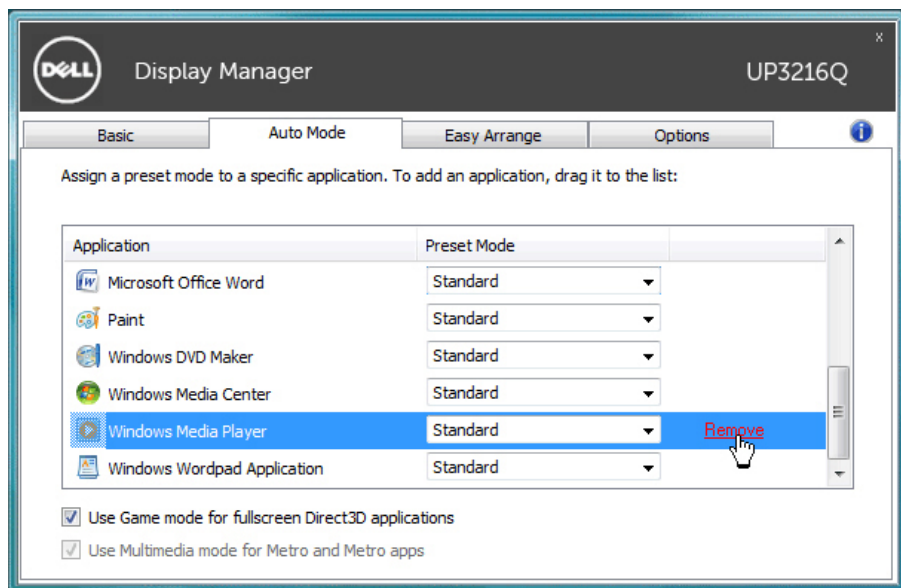 x
DELL Display Manager UP3216Q
Basic Auto Mode Easy Arrange Options i
Assign a preset mode to a specific application. To add an application, drag it to the list:
Application Preset Mode
Microsoft Office Word Standard
Paint Standard
Windows DVD Maker Standard
Windows Media Center Standard
Windows Media Player Standard Remove
Windows Wordpad Application Standard
Use Game mode for fullscreen Direct3D applications
Use Multimedia mode for Metro and Metro apps